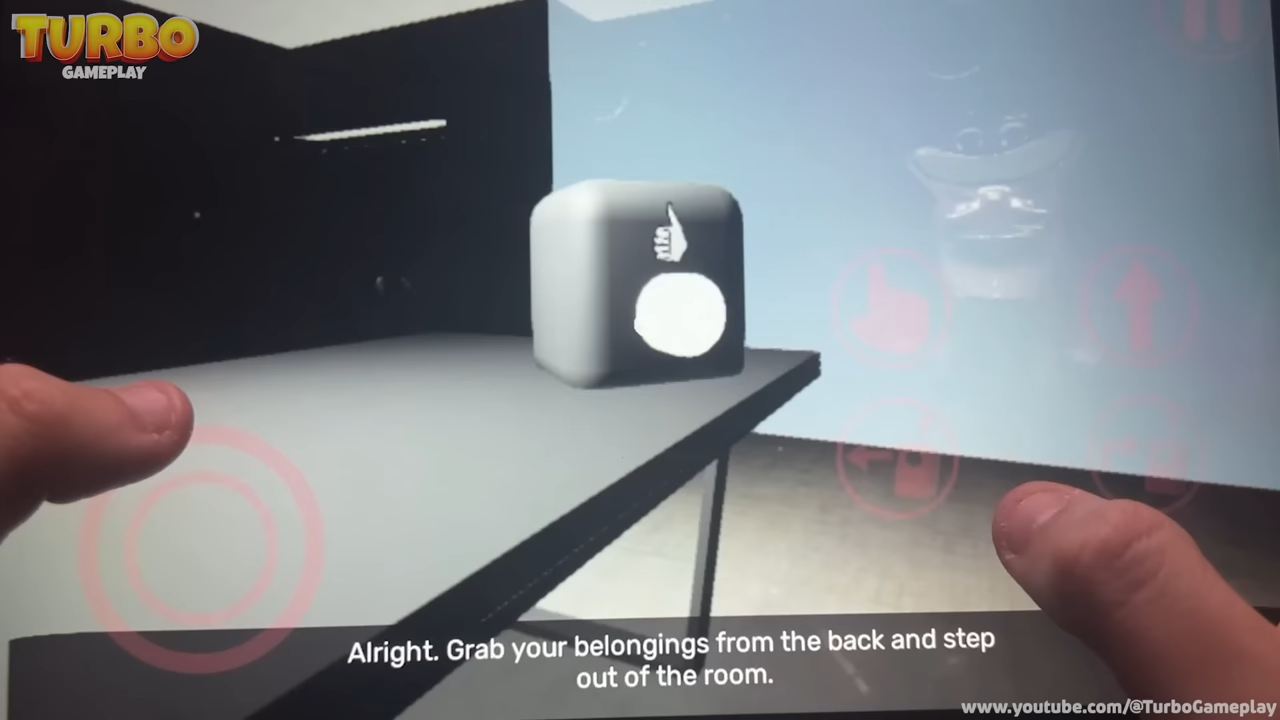 TURBO
GAMEPLAY
Alright. Grab your belongings from the back and step
out of the room.
www.youtube.com/@TurboGameplay